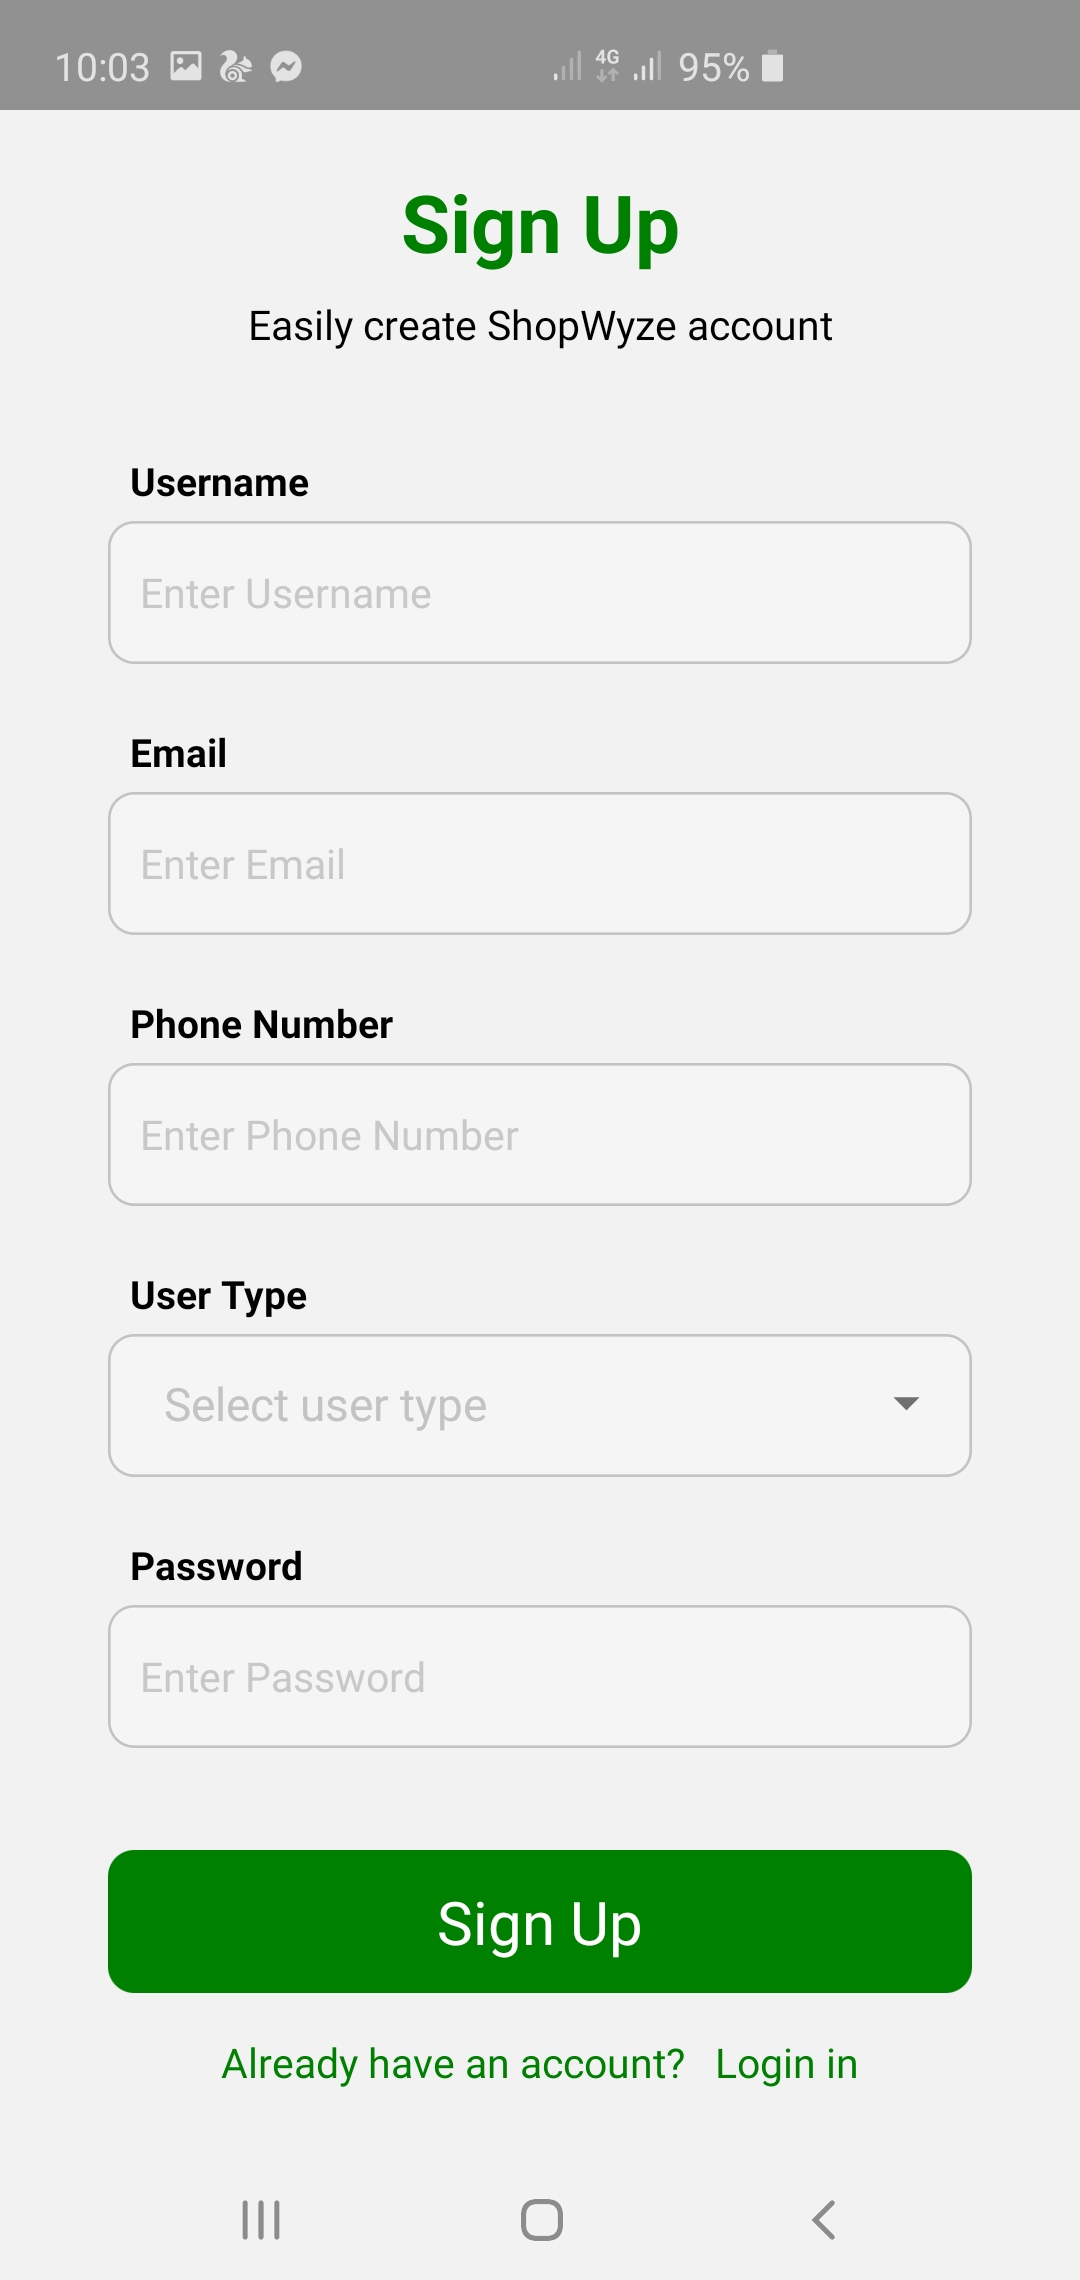 10:03 4G 95%
Sign Up
Easily create ShopWyze account
Username
Enter Username
Email
Enter Email
Phone Number
Enter Phone Number
User Type
Select user type
Password
Enter Password
Sign Up
Already have an account? Login in